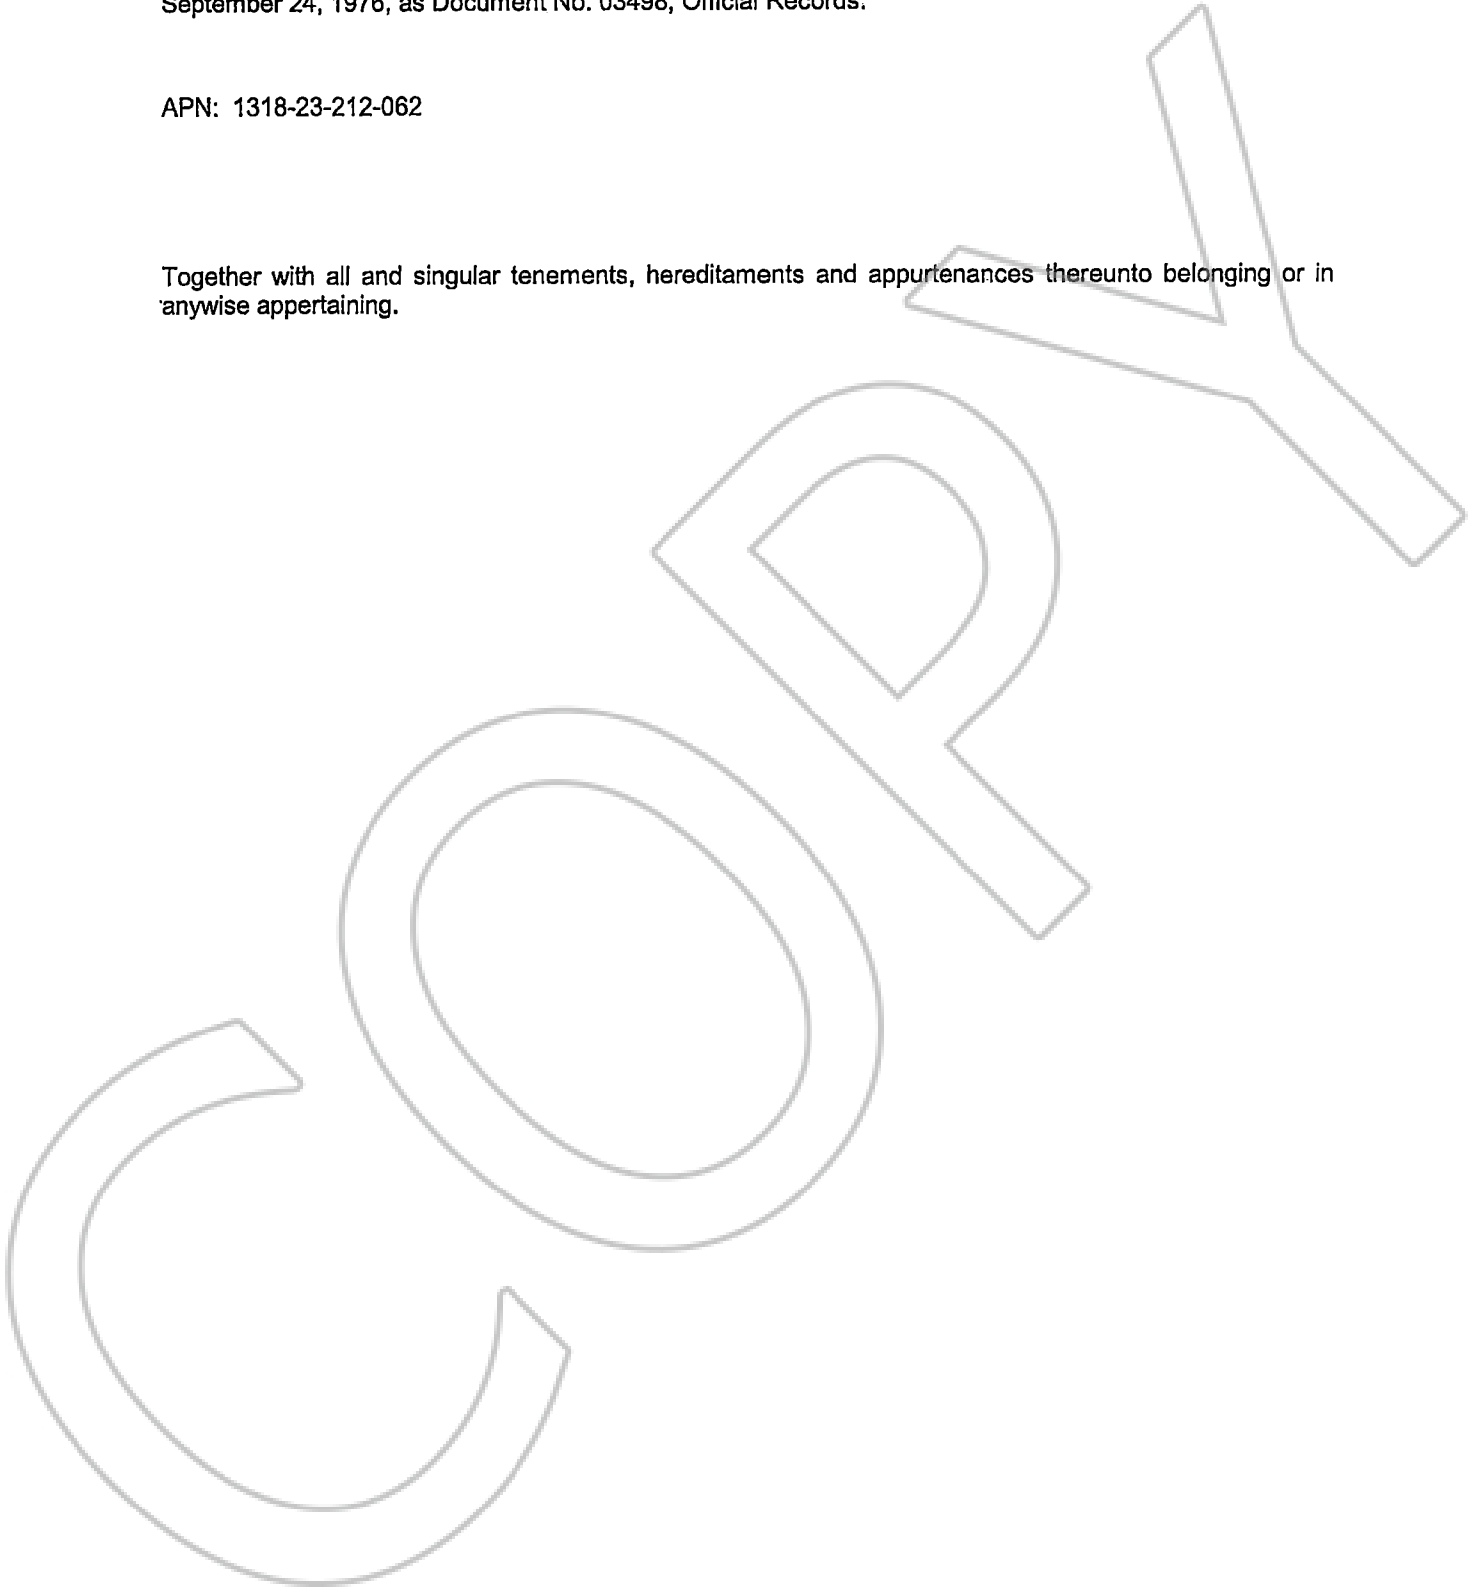 September 24, 1976, as Document No. 03498, Official Records.
APN: 1318-23-212-062
Together with all and singular tenements, hereditaments and appurtenances thereunto belonging or in
anywise appertaining.
COPY